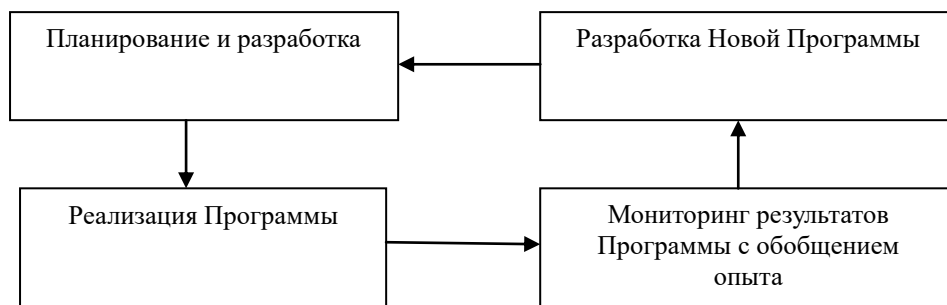 Планирование и разработка
Разработка Новой Программы
Реализация Программы
Мониторинг результатов
Программы с обобщением
опыта